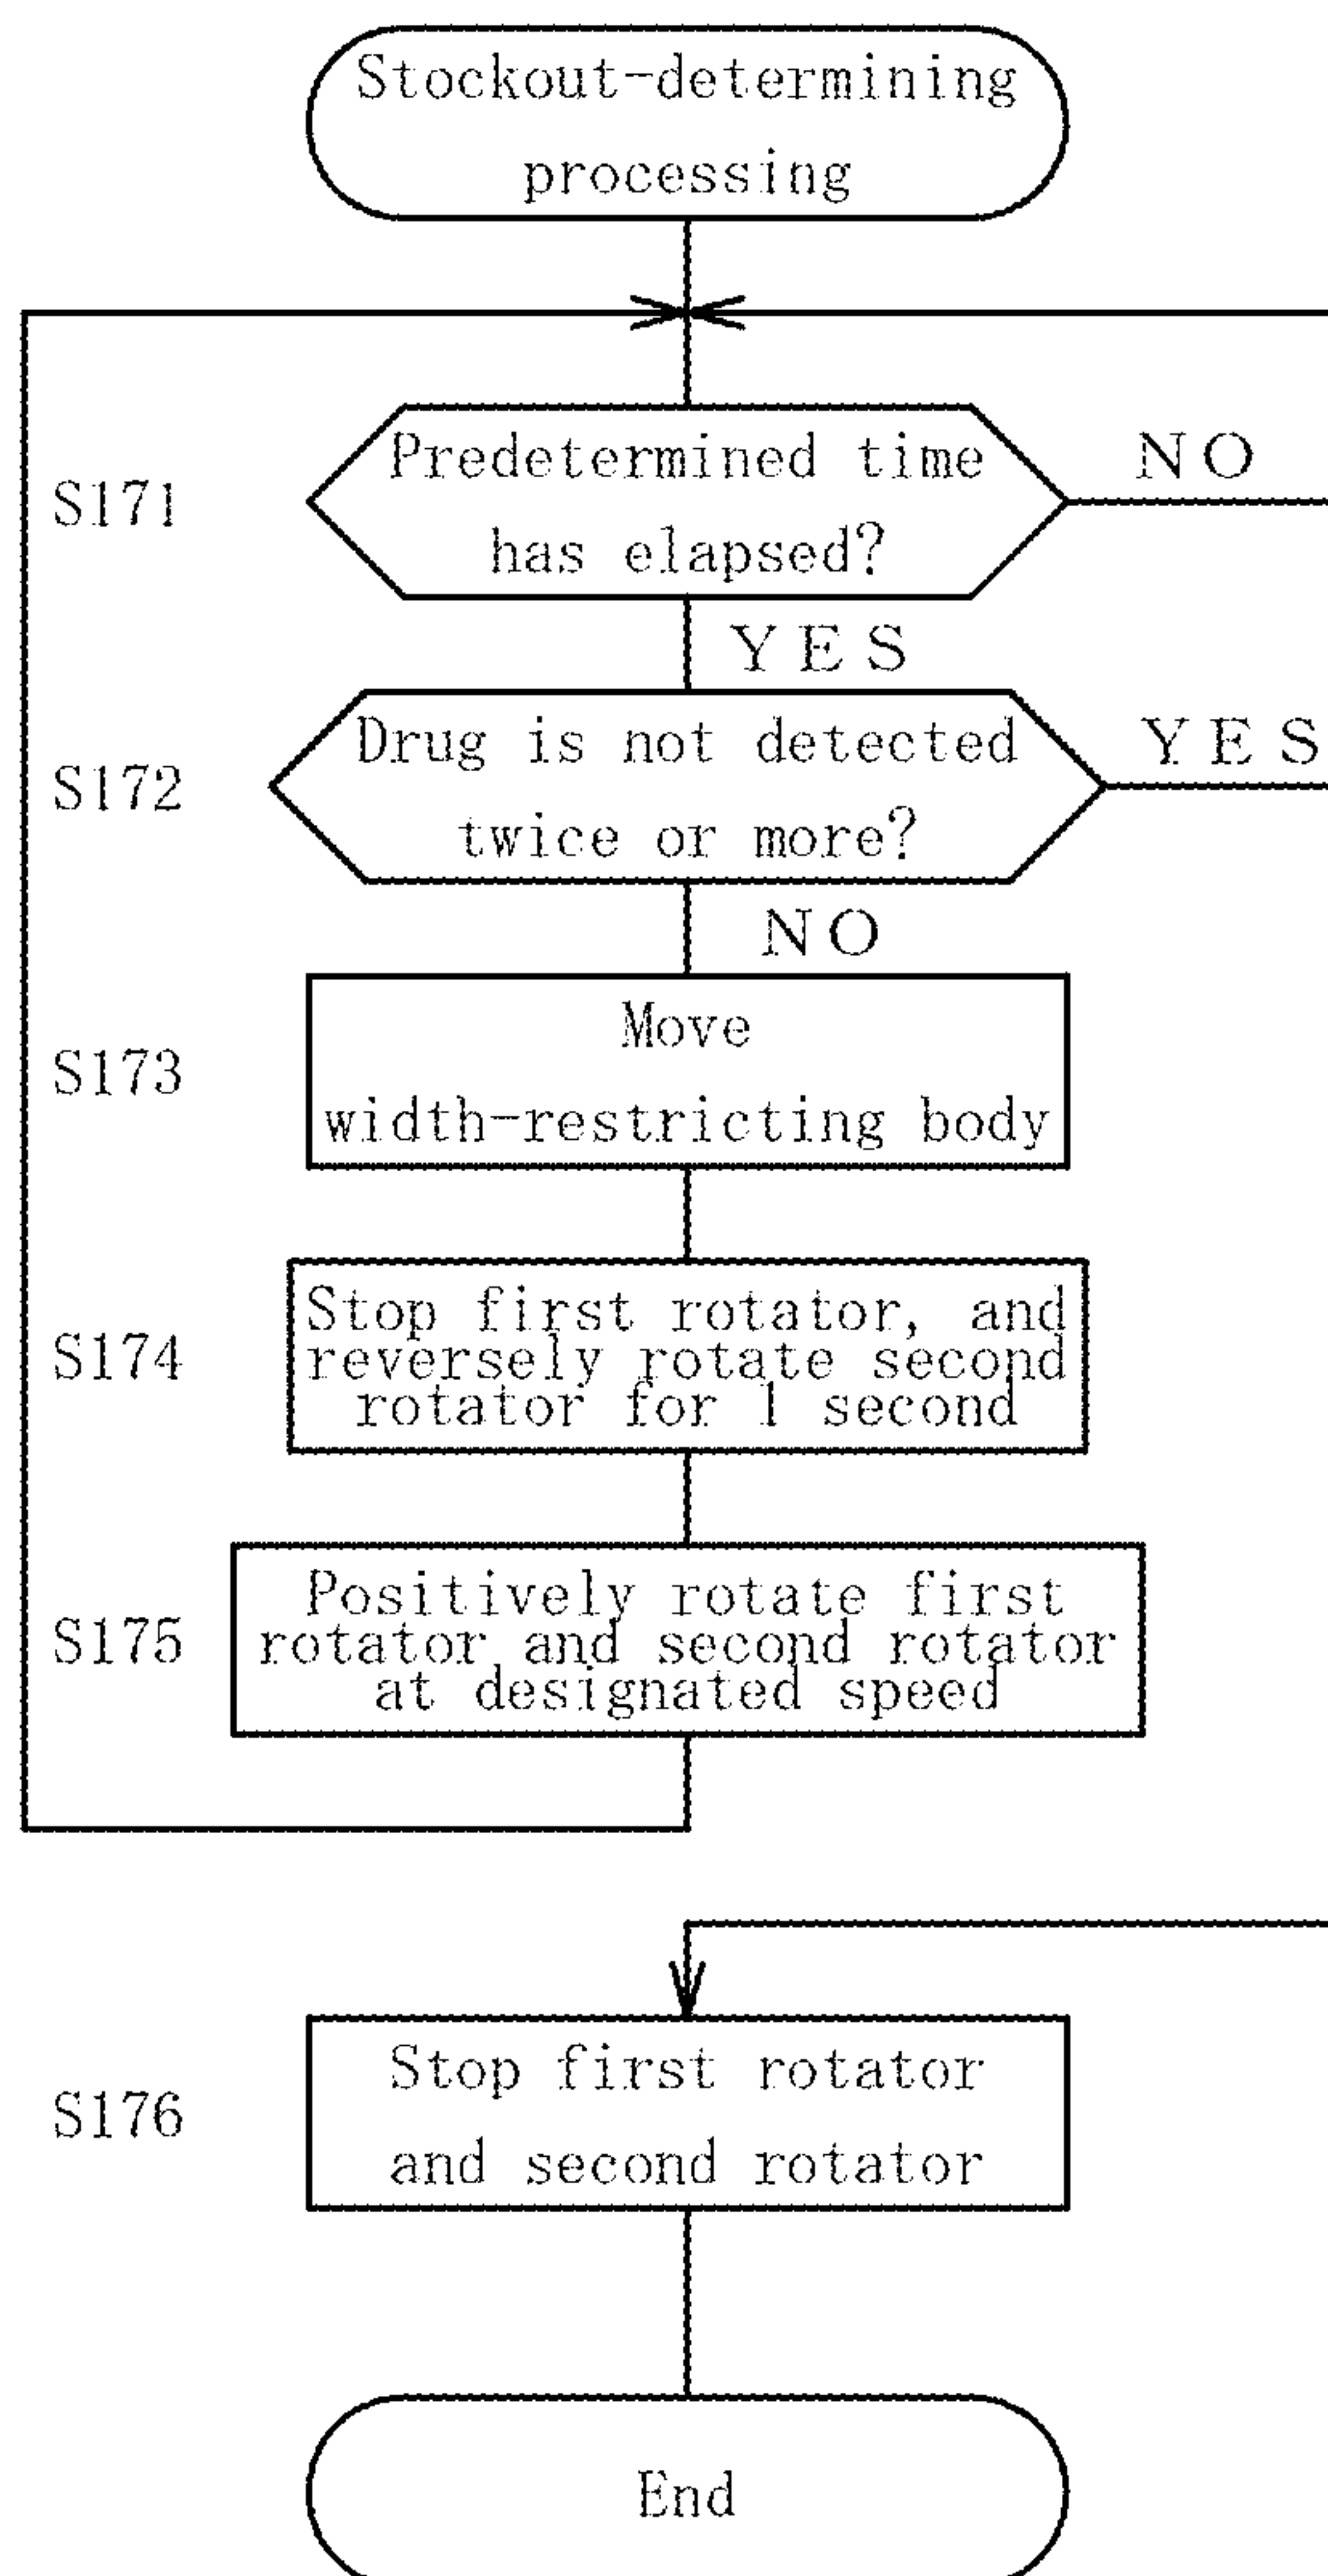 Stockout-determining
processing
S171
Predetermined time
has elapsed?
NO
YES
S172
Drug is not detected
twice or more?
YES
NO
S173
Move
width-restricting body
S174
Stop first rotator, and
reversely rotate second
rotator for 1 second
S175
Positively rotate first
rotator and second rotator
at designated speed
S176
Stop first rotator
and second rotator
End